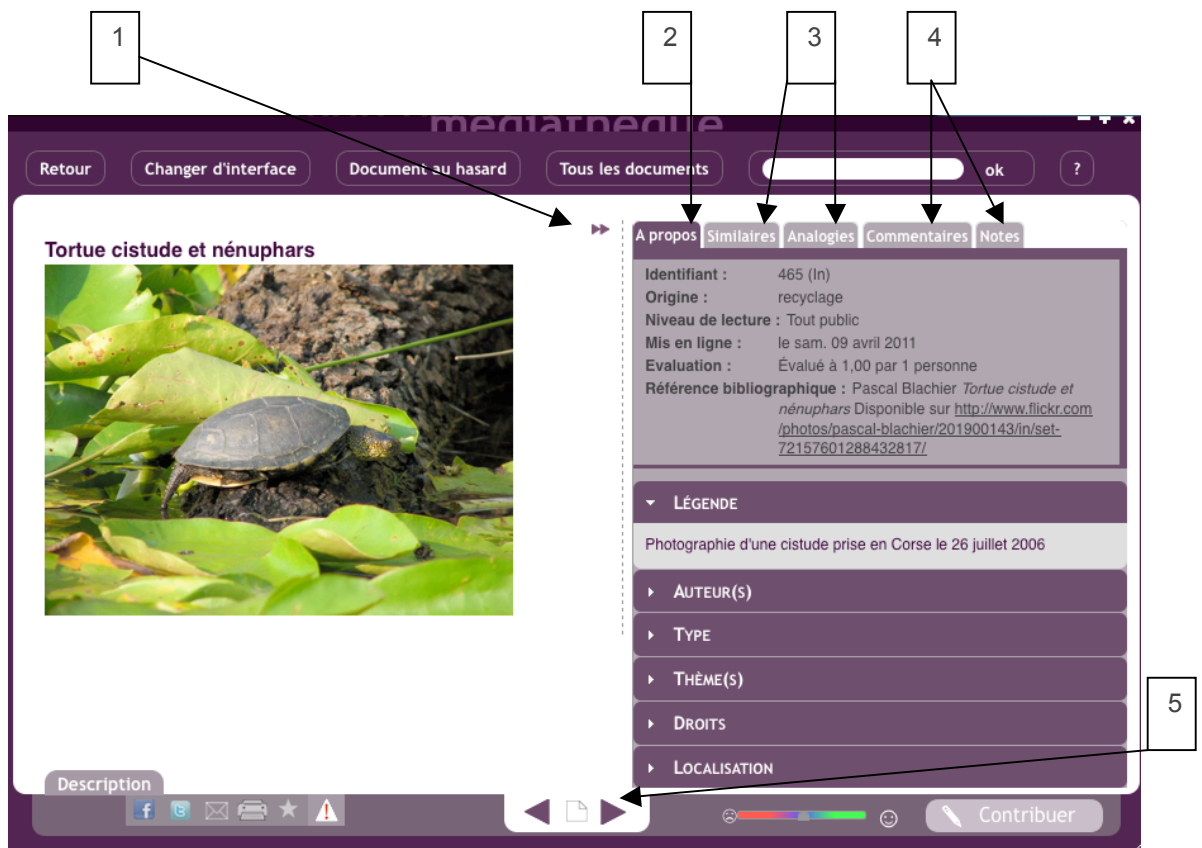 1
2
3
4
médiathèque
Retour
Changer d'interface
Document au hasard
Tous les documents
ok
?
Tortue cistude et nénuphars
A propos
Similaires
Analogies
Commentaires
Notes
Identifiant : 465 (In)
Origine : recyclage
Niveau de lecture : Tout public
Mis en ligne : le sam. 09 avril 2011
Evaluation : Évalué à 1,00 par 1 personne
Référence bibliographique : Pascal Blachier Tortue cistude et
nénuphars Disponible sur http://www.flickr.com
/photos/pascal-blachier/201900143/in/set-
72157601288432817/
LÉGENDE
Photographie d'une cistude prise en Corse le 26 juillet 2006
AUTEUR(S)
TYPE
THÈME(S)
DROITS
LOCALISATION
5
Description
Contribuer